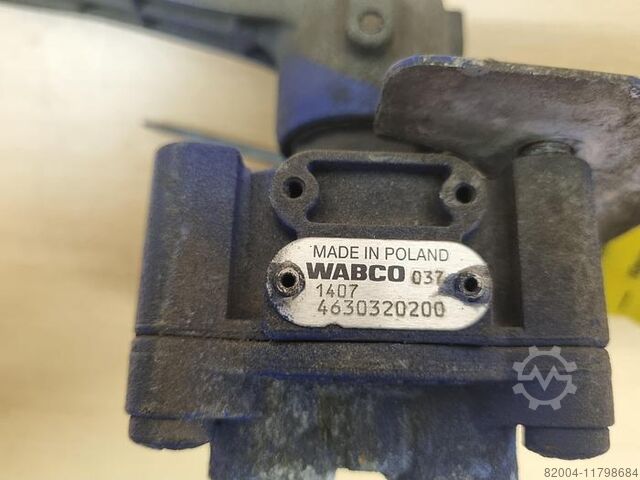 MADE IN POLAND
WABCO 037
1407
4630320200
82004-11798684